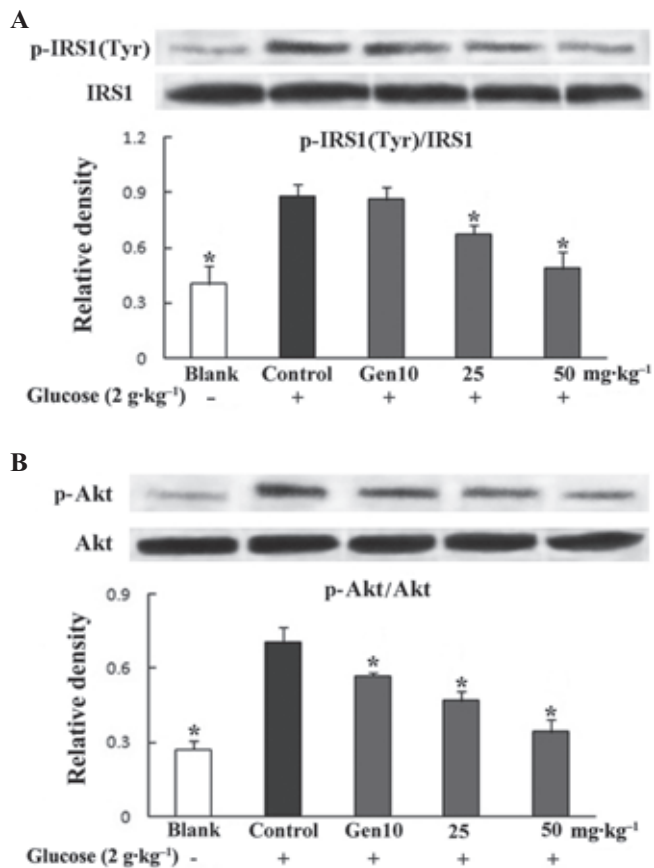 A
p-IRS1(Tyr)
IRS1
p-IRS1(Tyr)/IRS1
Relative density
1.2
0.9
0.6
0.3
0
*
*
*
Blank Control Gen10 25 50 mg·kg⁻¹
Glucose (2 g·kg⁻¹) - + + + +
B
p-Akt
Akt
p-Akt/Akt
Relative density
0.9
0.6
0.3
0
*
*
*
*
Blank Control Gen10 25 50 mg·kg⁻¹
Glucose (2 g·kg⁻¹) - + + + +